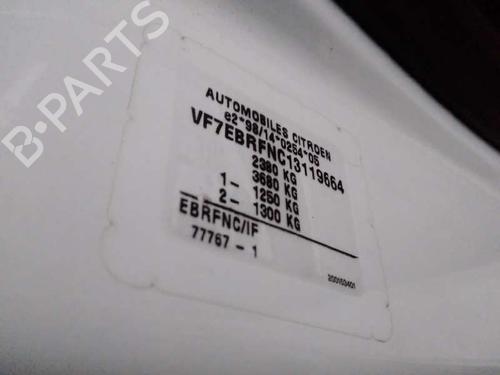 AUTOMOBILES CITROEN
e2*98/14*0254*05
VF7EBRFNC13119664
2380 KG
3680 KG
1- 1250 KG
2- 1300 KG
EBRFNC/IF
77767-1
200153401